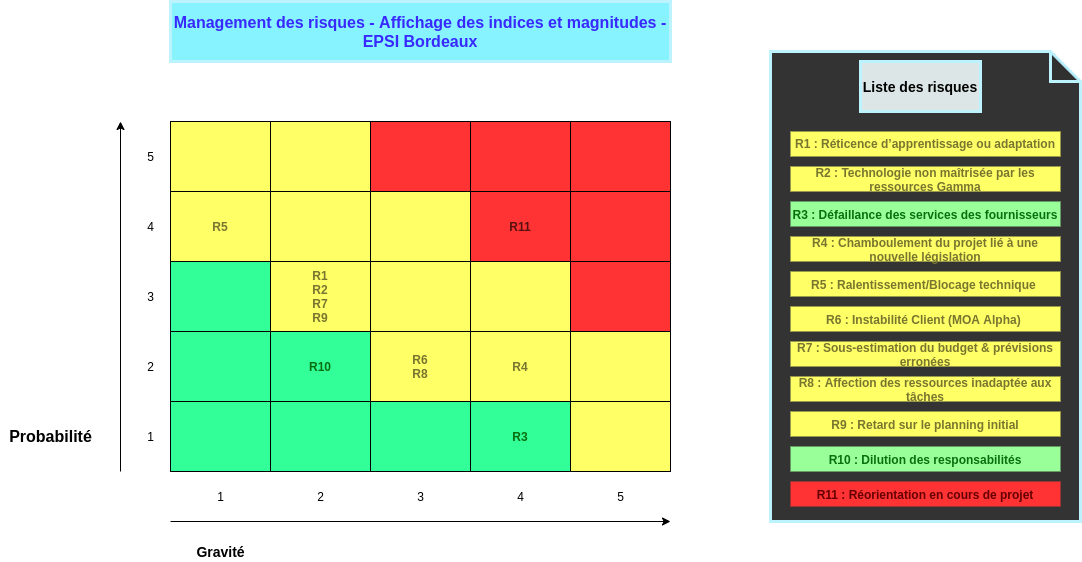 Management des risques - Affichage des indices et magnitudes -
EPSI Bordeaux
Liste des risques
R1 : Réticence d'apprentissage ou adaptation
R2 : Technologie non maîtrisée par les
ressources Gamma
R3 : Défaillance des services des fournisseurs
R4 : Chamboulement du projet lié à une
nouvelle législation
R5 : Ralentissement/Blocage technique
R6 : Instabilité Client (MOA Alpha)
R7 : Sous-estimation du budget & prévisions
erronées
R8 : Affection des ressources inadaptée aux
tâches
R9 : Retard sur le planning initial
R10 : Dilution des responsabilités
R11 : Réorientation en cours de projet
5
4
R5
R11
3
R1
R2
R7
R9
2
R10
R6
R8
R4
Probabilité
1
R3
1
2
3
4
5
Gravité